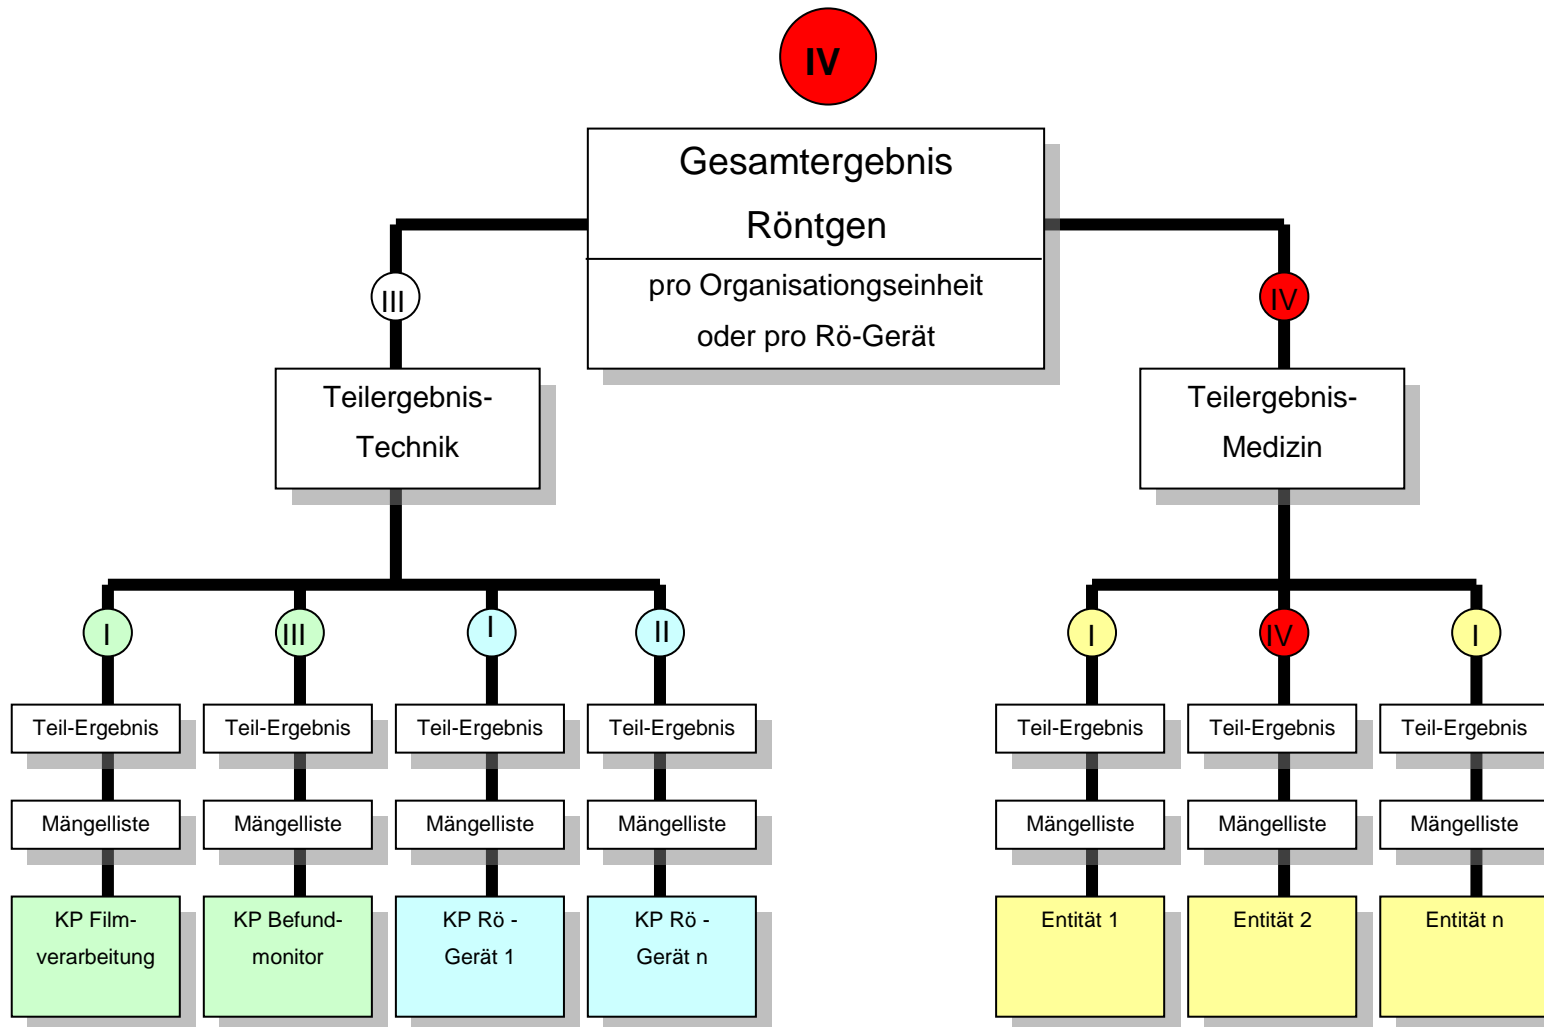 IV
Gesamtergebnis
Röntgen
pro Organisationgseinheit
oder pro Rö-Gerät
III
IV
Teilergebnis-
Technik
Teilergebnis-
Medizin
I
III
I
II
I
IV
I
Teil-Ergebnis
Teil-Ergebnis
Teil-Ergebnis
Teil-Ergebnis
Teil-Ergebnis
Teil-Ergebnis
Teil-Ergebnis
Mängelliste
Mängelliste
Mängelliste
Mängelliste
Mängelliste
Mängelliste
Mängelliste
KP Film-
verarbeitung
KP Befund-
monitor
KP Rö -
Gerät 1
KP Rö -
Gerät n
Entität 1
Entität 2
Entität n